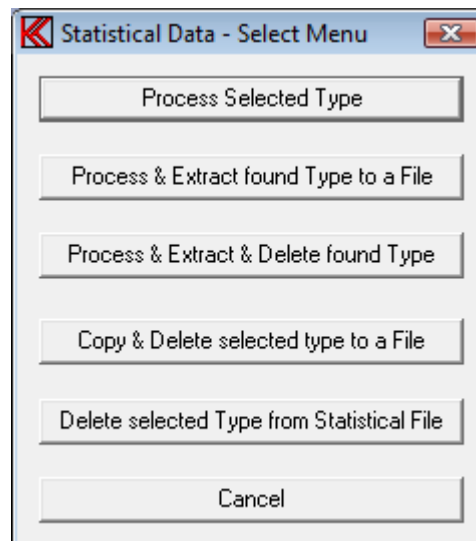 Statistical Data - Select Menu
Process Selected Type
Process & Extract found Type to a File
Process & Extract & Delete found Type
Copy & Delete selected type to a File
Delete selected Type from Statistical File
Cancel